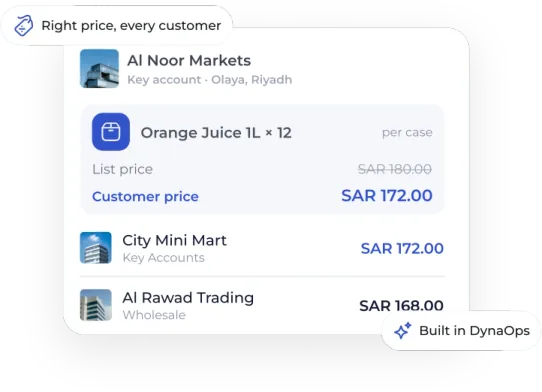 Right price, every customer
Al Noor Markets
Key account · Olaya, Riyadh
Orange Juice 1L × 12
per case
List price
SAR 180.00
Customer price
SAR 172.00
City Mini Mart
SAR 172.00
Key Accounts
Al Rawad Trading
SAR 168.00
Wholesale
Built in DynaOps